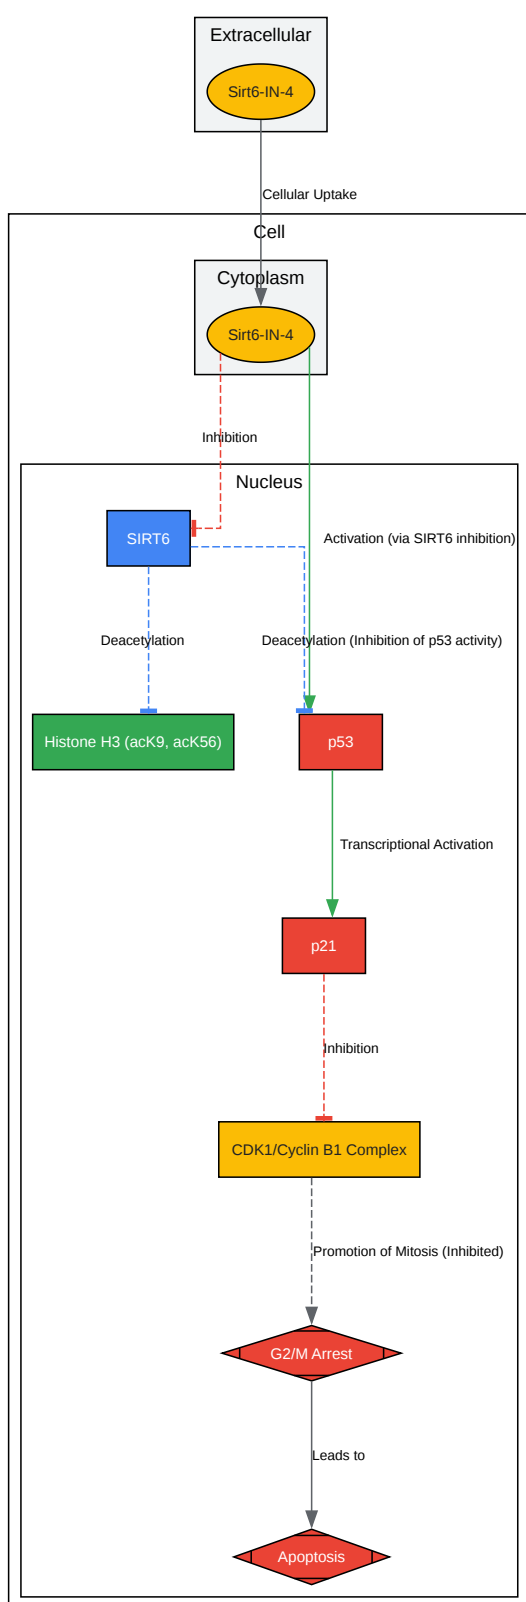 Extracellular
Sirt6-IN-4
Cellular Uptake
Cell
Cytoplasm
Sirt6-IN-4
Inhibition
Nucleus
SIRT6
Activation (via SIRT6 inhibition)
Deacetylation
Deacetylation (Inhibition of p53 activity)
Histone H3 (acK9, acK56)
p53
Transcriptional Activation
p21
Inhibition
CDK1/Cyclin B1 Complex
Promotion of Mitosis (Inhibited)
G2/M Arrest
Leads to
Apoptosis